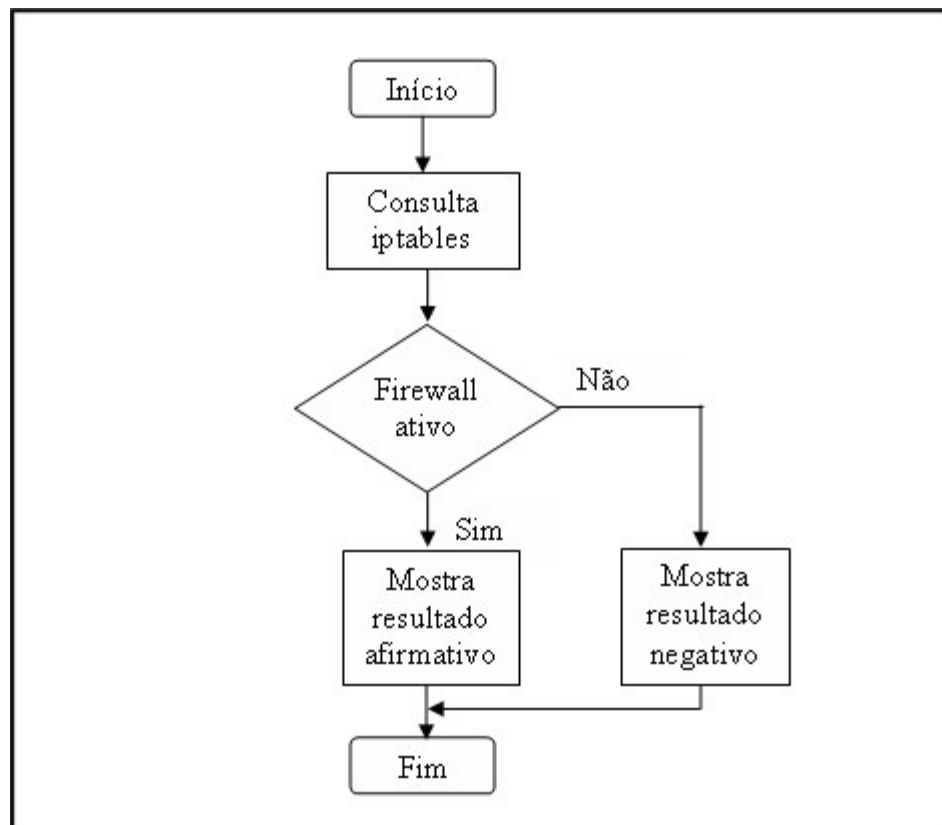 Início
Consulta
iptables
Firewall
ativo
Não
Sim
Mostra
resultado
afirmativo
Mostra
resultado
negativo
Fim